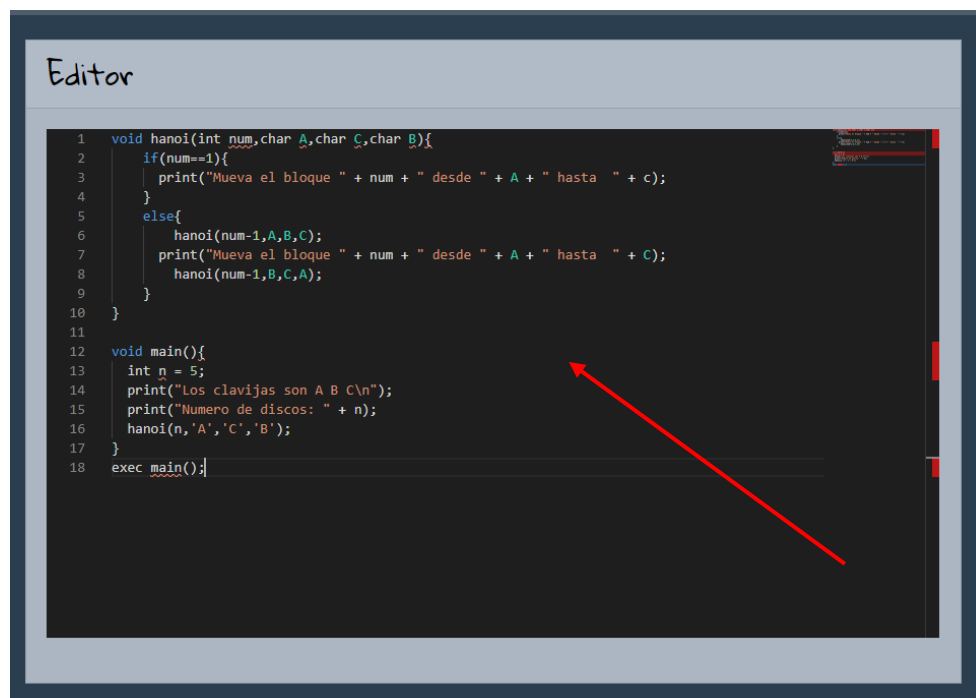 Editor
1 void hanoi(int num,char A,char C,char B){
2 if(num==1){
3 print("Mueva el bloque " + num + " desde " + A + " hasta  " + c);
4 }
5 else{
6 hanoi(num-1,A,B,C);
7 print("Mueva el bloque " + num + " desde " + A + " hasta  " + C);
8 hanoi(num-1,B,C,A);
9 }
10 }
11
12 void main(){
13 int n = 5;
14 print("Los clavijas son A B C\n");
15 print("Numero de discos: " + n);
16 hanoi(n,'A','C','B');
17 }
18 exec main();